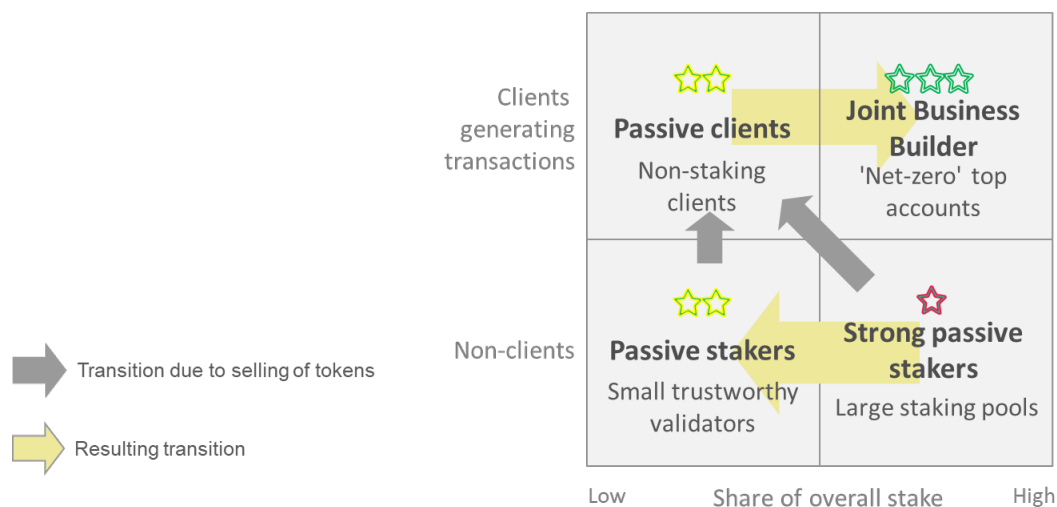 Clients
generating
transactions
Passive clients
Non-staking
clients
Joint Business
Builder
'Net-zero' top
accounts
Non-clients
Passive stakers
Small trustworthy
validators
Strong passive
stakers
Large staking pools
Transition due to selling of tokens
Resulting transition
Low
Share of overall stake
High